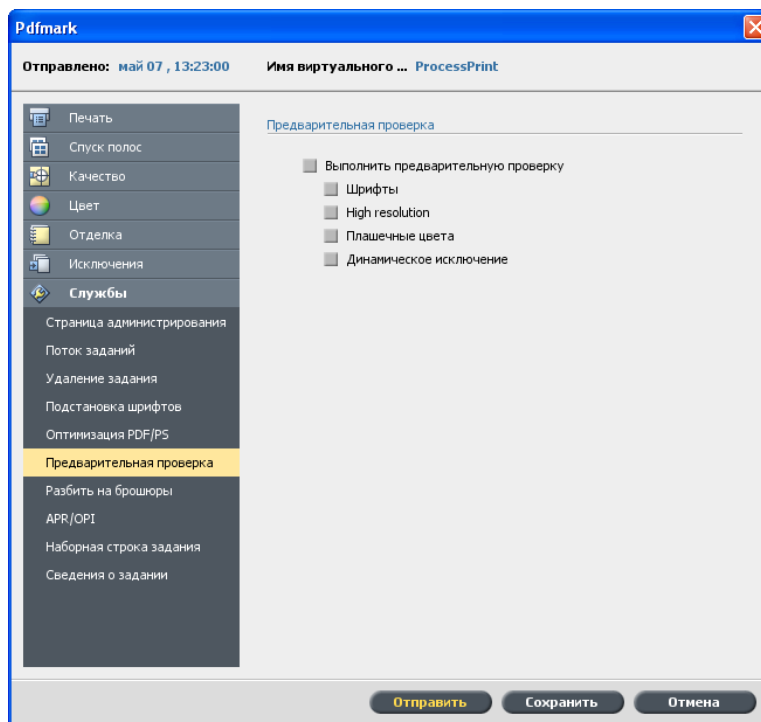 Pdfmark
Отправлено: май 07 , 13:23:00 Имя виртуального ... ProcessPrint
Печать
Спуск полос
Качество
Цвет
Отделка
Исключения
Службы
Страница администрирования
Поток заданий
Удаление задания
Подстановка шрифтов
Оптимизация PDF/PS
Предварительная проверка
Разбить на брошюры
APR/OPI
Наборная строка задания
Сведения о задании
Предварительная проверка
Выполнить предварительную проверку
Шрифты
High resolution
Плашечные цвета
Динамическое исключение
Отправить Сохранить Отмена